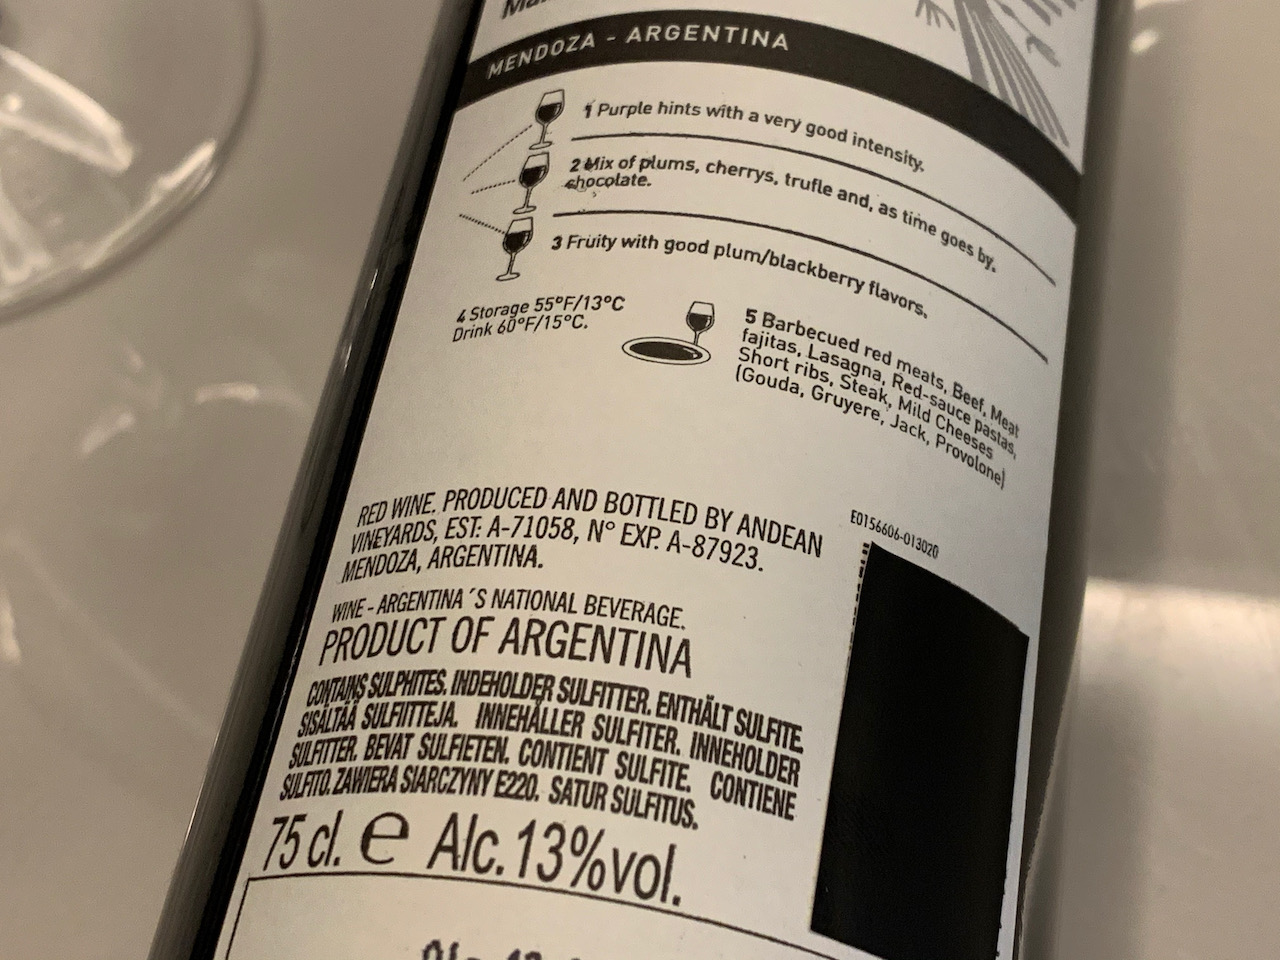 MENDOZA - ARGENTINA
1 Purple hints with a very good intensity.
2 Mix of plums, cherrys, trufle and, as time goes by.
chocolate.
3 Fruity with good plum/blackberry flavors.
4 Storage 55°F/13°C
Drink 60°F/15°C.
5 Barbecued red meats, Beef, Meat
fajitas, Lasagna, Red-sauce pastas,
Short ribs, Steak, Mild Cheeses
(Gouda, Gruyere, Jack, Provolone)
RED WINE. PRODUCED AND BOTTLED BY ANDEAN
VINEYARDS, EST: A-71058, N° EXP. A-87923.
MENDOZA, ARGENTINA.
E0156606-013020
WINE - ARGENTINA ´S NATIONAL BEVERAGE.
PRODUCT OF ARGENTINA
CONTAINS SULPHITES. INDEHOLDER SULFITTER. ENTHÄLT SULFITE
SISÄLTÄÄ SULFIITTEJA. INNEHÅLLER SULFITER. INNEHOLDER
SULFITTER. BEVAT SULFIETEN. CONTIENT SULFITE. CONTIENE
SULFITO. ZAWIERA SIARCZYNY E220. SATUR SULFITUS.
75 cl. e Alc. 13%vol.